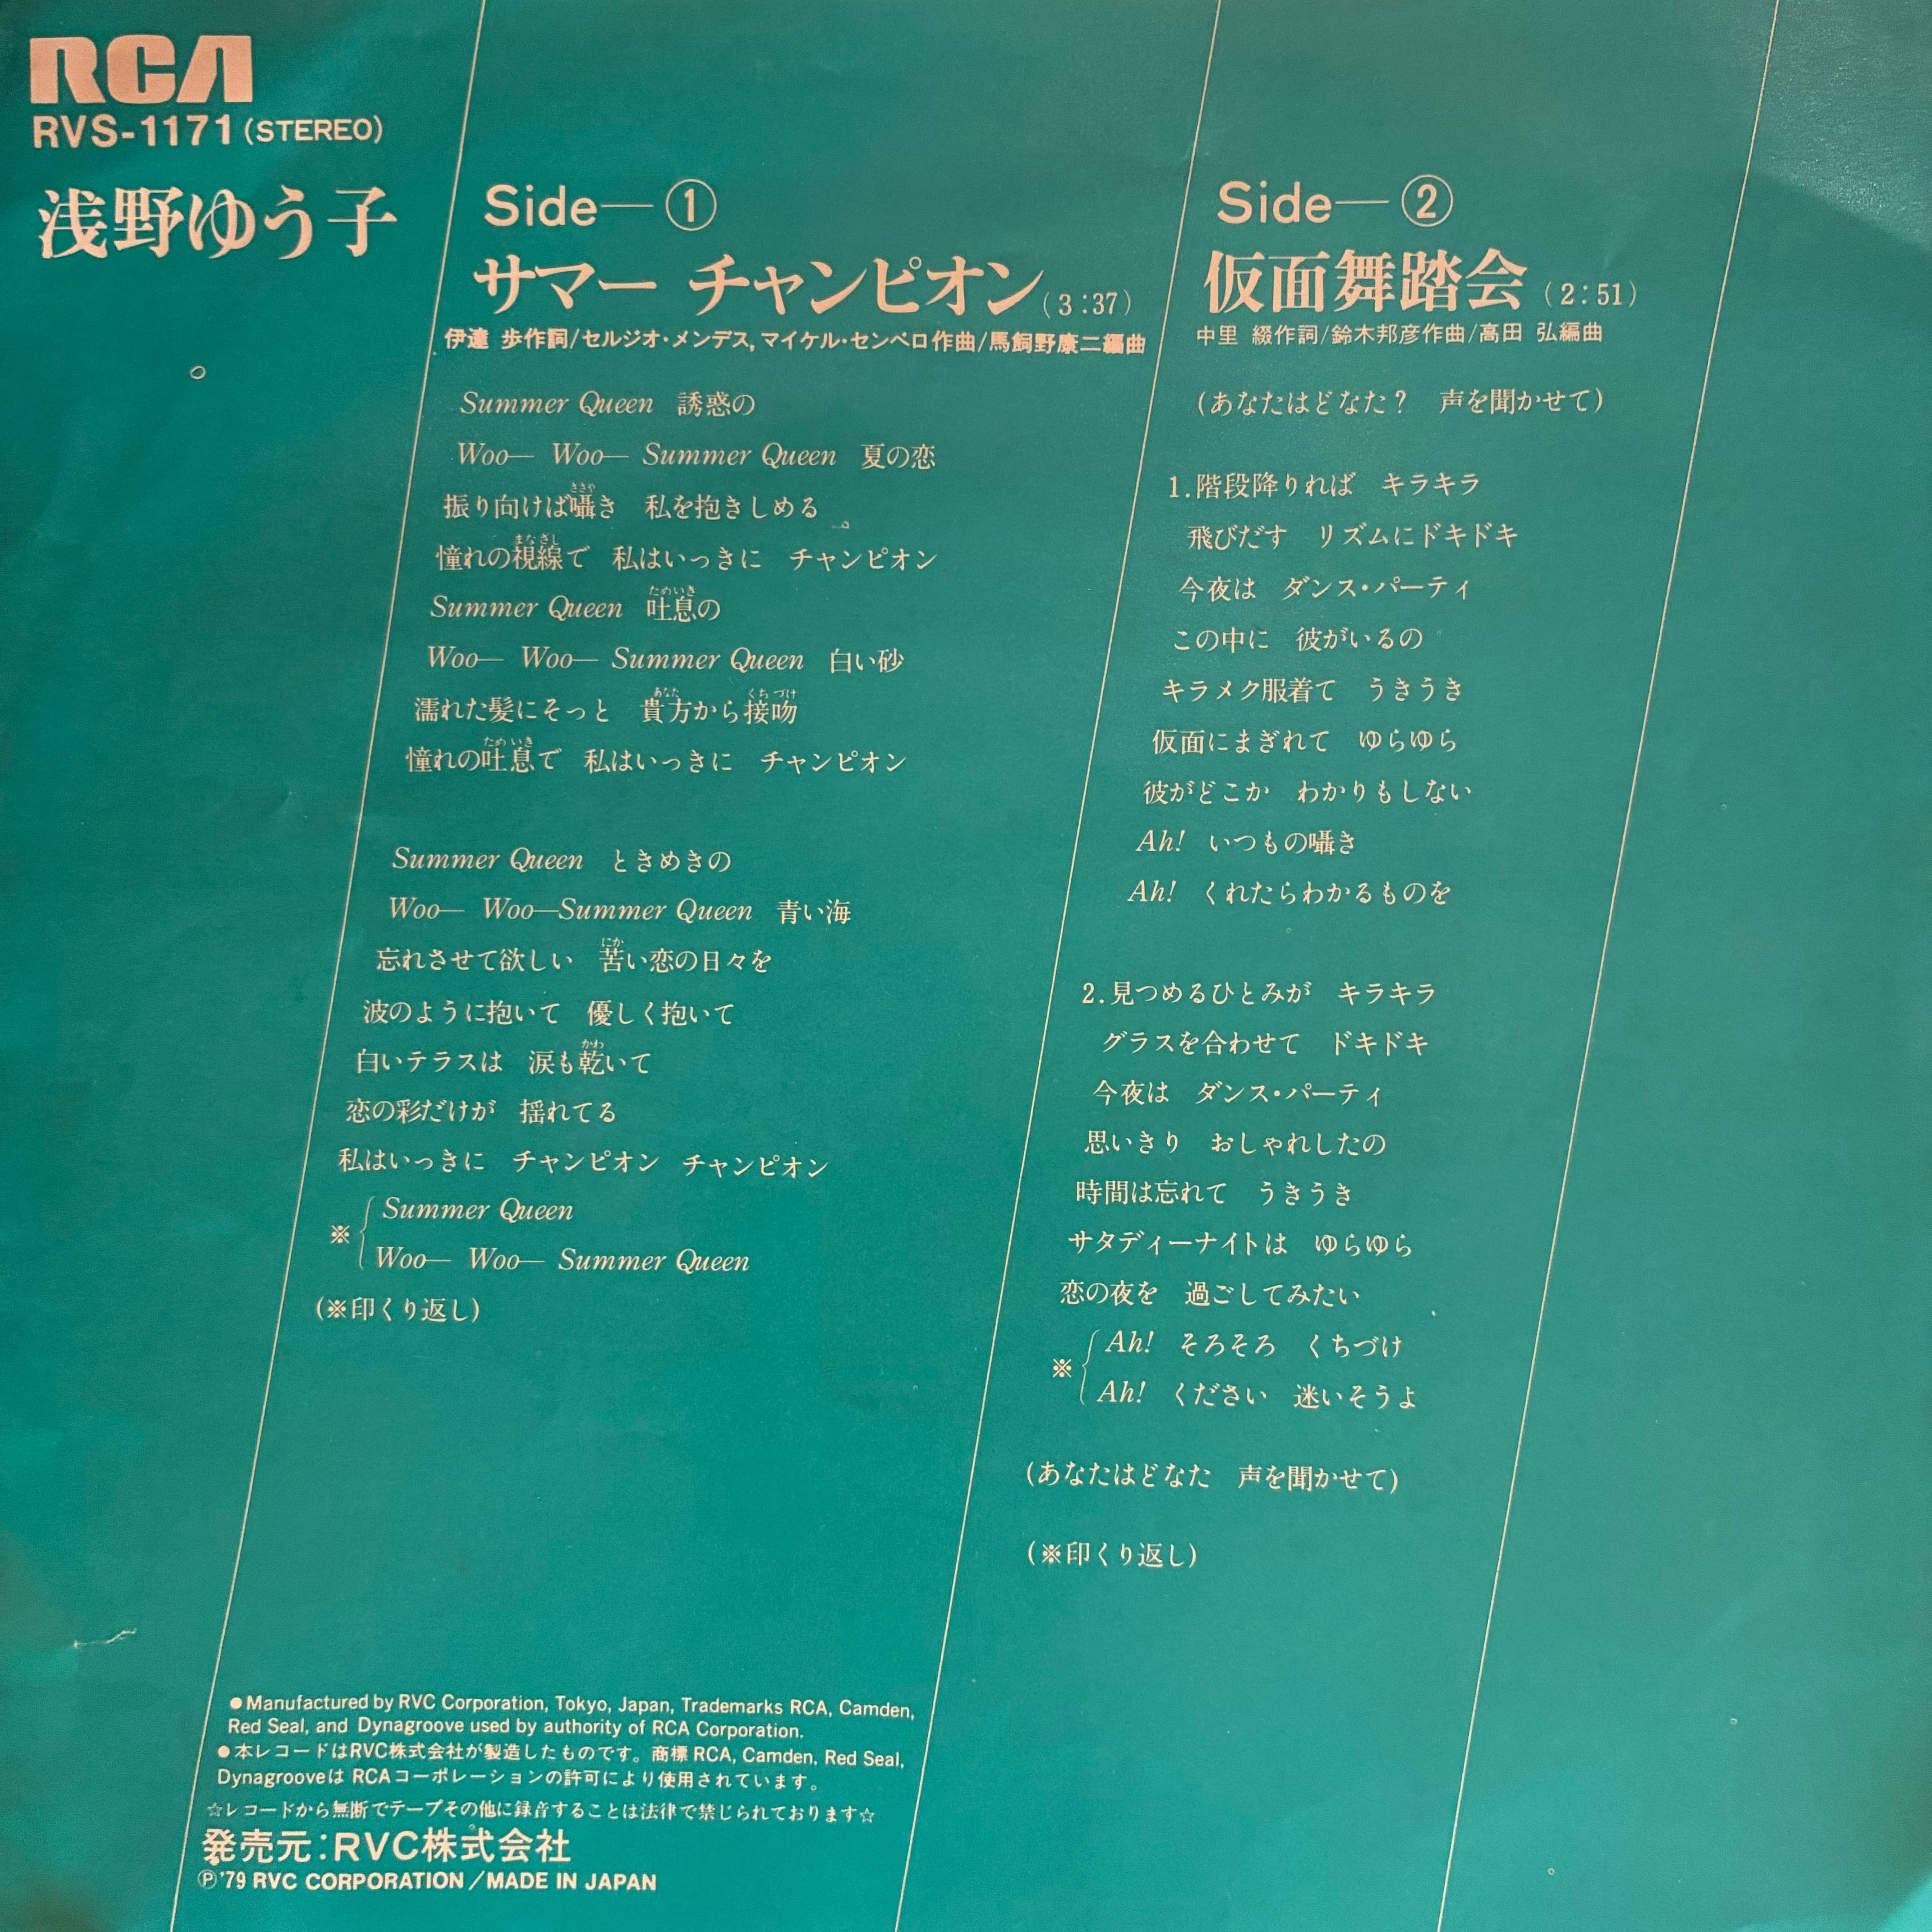 RCA
RVS-1171(STEREO)
浅野ゆう子
Side—①
サマー チャンピオン(3:37)
伊達 歩作詞/セルジオ・メンデス,マイケル・センベロ作曲/馬飼野康二編曲
Summer Queen 誘惑の
Woo— Woo— Summer Queen 夏の恋
ささや
振り向けば囁き 私を抱きしめる
まなざし
憧れの視線で 私はいっきに チャンピオン
ためいき
Summer Queen 吐息の
Woo— Woo— Summer Queen 白い砂
あなた くちづけ
濡れた髪にそっと 貴方から接吻
ためいき
憧れの吐息で 私はいっきに チャンピオン
Summer Queen ときめきの
Woo— Woo—Summer Queen 青い海
にか
忘れさせて欲しい 苦い恋の日々を
波のように抱いて 優しく抱いて
かわ
白いテラスは 涙も乾いて
恋の彩だけが 揺れてる
私はいっきに チャンピオン チャンピオン
※ Summer Queen
Woo— Woo— Summer Queen
(※印くり返し)
Side—②
仮面舞踏会(2:51)
中里 綴作詞/鈴木邦彦作曲/高田 弘編曲
(あなたはどなた? 声を聞かせて)
1.階段降りれば キラキラ
飛びだす リズムにドキドキ
今夜は ダンス・パーティ
この中に 彼がいるの
キラメク服着て うきうき
仮面にまぎれて ゆらゆら
彼がどこか わかりもしない
Ah! いつもの囁き
Ah! くれたらわかるものを
2.見つめるひとみが キラキラ
グラスを合わせて ドキドキ
今夜は ダンス・パーティ
思いきり おしゃれしたの
時間は忘れて うきうき
サタディーナイトは ゆらゆら
恋の夜を 過ごしてみたい
※ Ah! そろそろ くちづけ
Ah! ください 迷いそうよ
(あなたはどなた 声を聞かせて)
(※印くり返し)
●Manufactured by RVC Corporation, Tokyo, Japan, Trademarks RCA, Camden,
Red Seal, and Dynagroove used by authority of RCA Corporation.
●本レコードはRVC株式会社が製造したものです。商標 RCA, Camden, Red Seal,
Dynagrooveは RCAコーポレーションの許可により使用されています。
☆レコードから無断でテープその他に録音することは法律で禁じられております☆
発売元:RVC株式会社
Ⓟ'79 RVC CORPORATION/MADE IN JAPAN